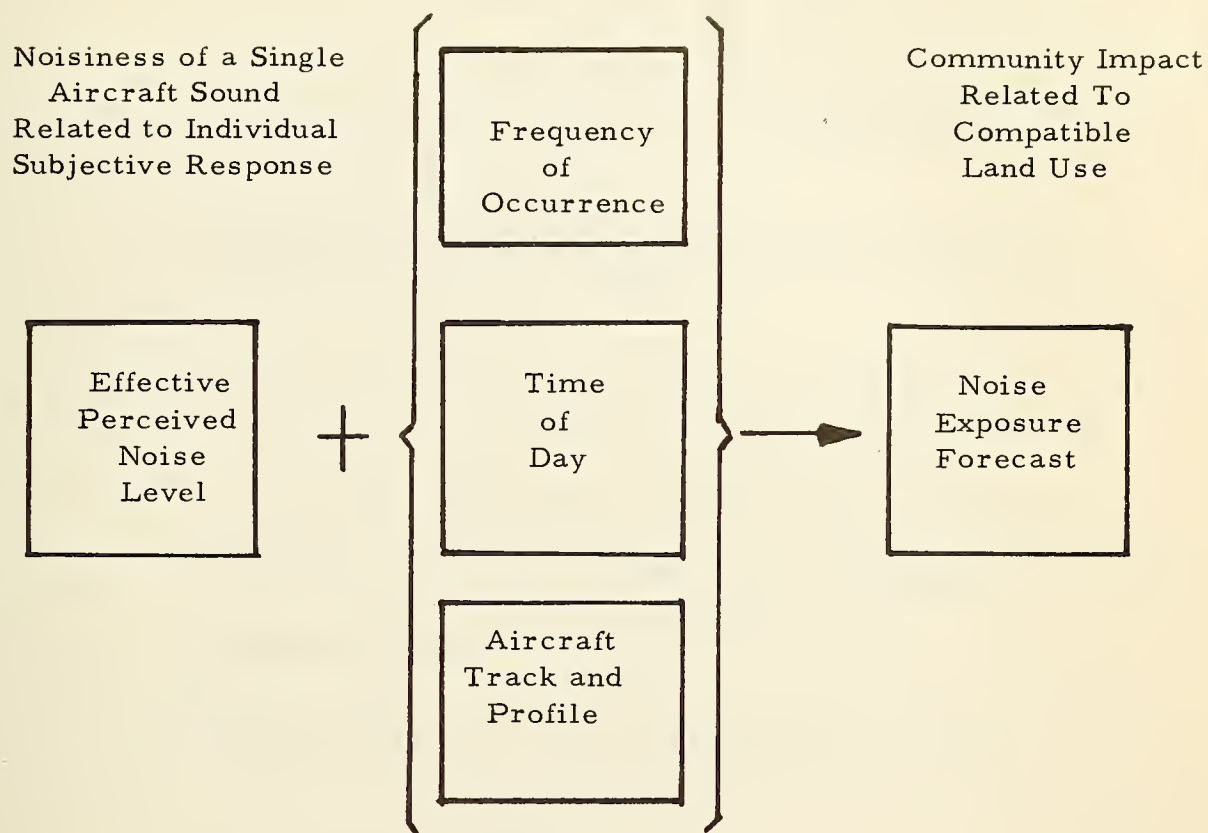 Noisiness of a Single
Aircraft Sound
Related to Individual
Subjective Response
Effective
Perceived
Noise
Level
+
Frequency
of
Occurrence
Time
of
Day
Aircraft
Track and
Profile
Community Impact
Related To
Compatible
Land Use
Noise
Exposure
Forecast